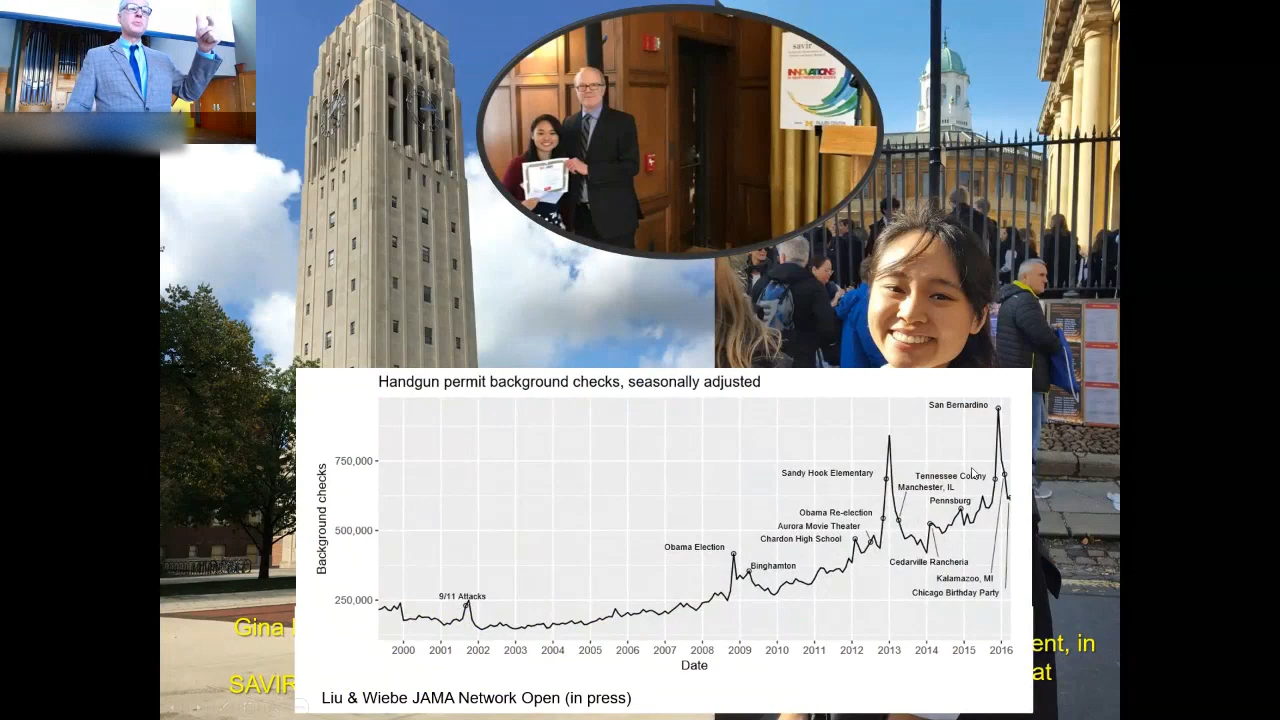 savir
INNOVATIONS
Handgun permit background checks, seasonally adjusted
San Bernardino
750,000
Sandy Hook Elementary
Tennessee County
Manchester, IL
Pennsburg
Obama Re-election
500,000
Aurora Movie Theater
Chardon High School
Obama Election
Binghamton
Cedarville Rancheria
Kalamazoo, MI
Chicago Birthday Party
9/11 Attacks
250,000
Background checks
2000 2001 2002 2003 2004 2005 2006 2007 2008 2009 2010 2011 2012 2013 2014 2015 2016
Date
Gina
ent, in
SAVIR
at
Liu & Wiebe JAMA Network Open (in press)